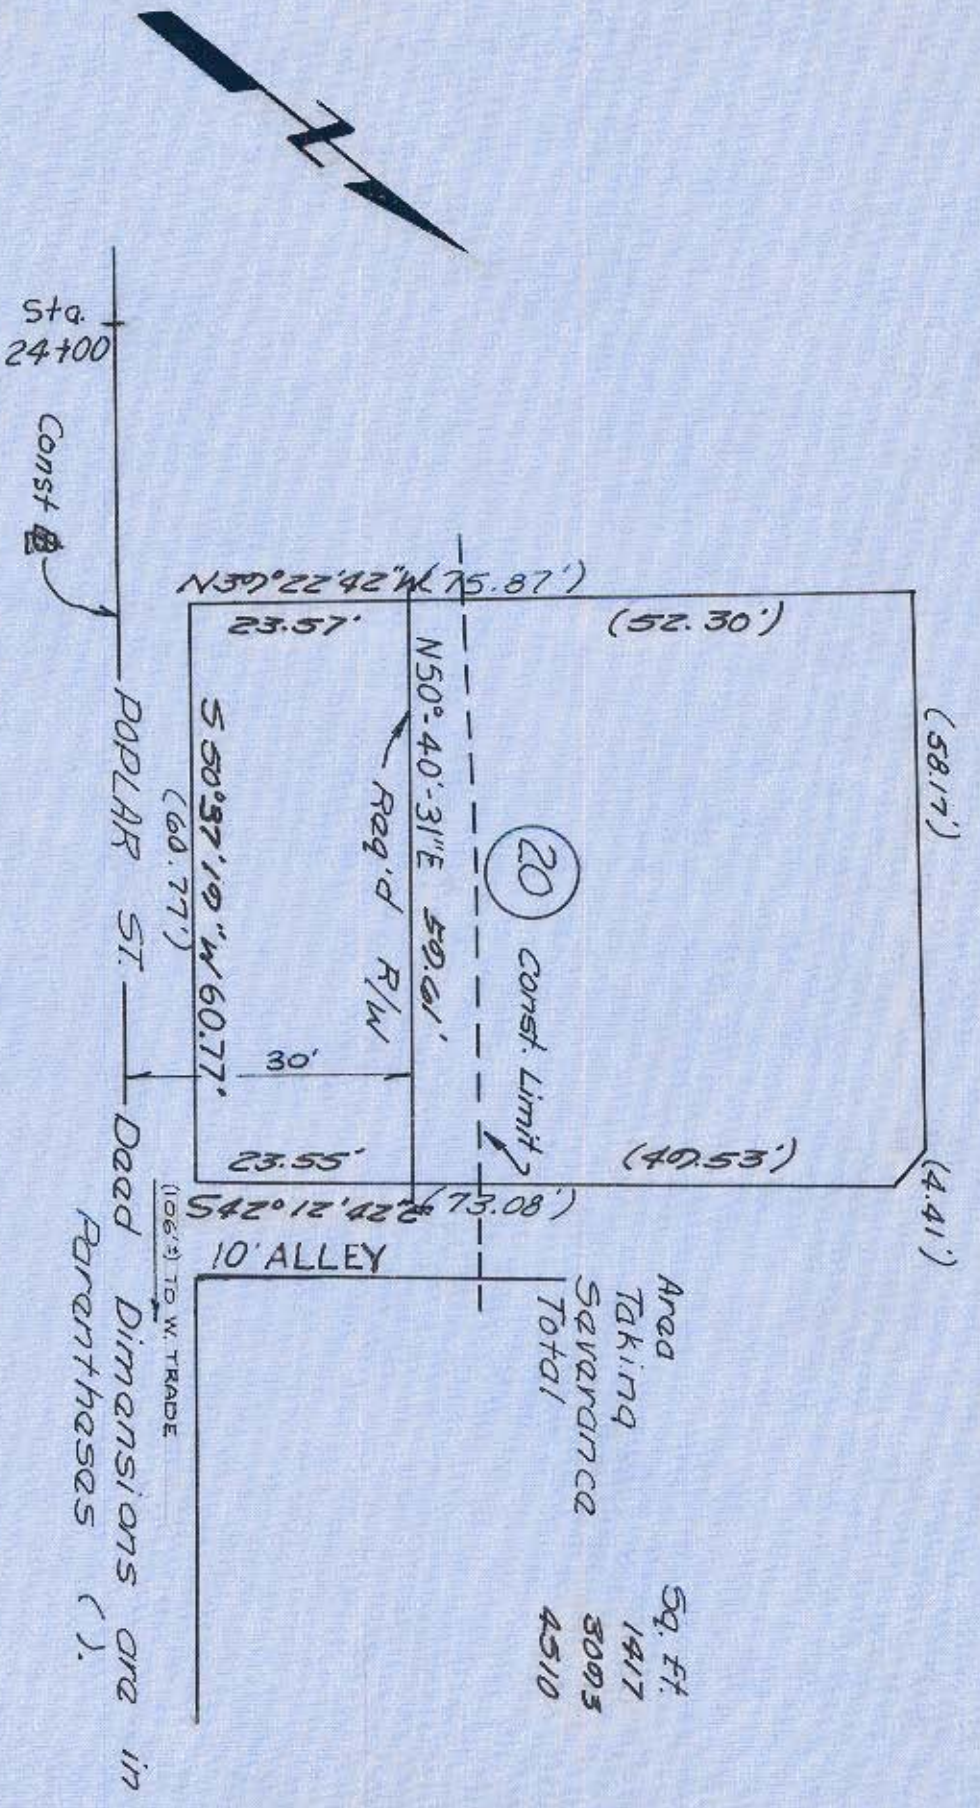 Sta.
24+00
Const B
POPLAR ST.
N39°22'42"W (75.87')
23.57'
(52.30')
(58.17')
(4.41')
N50°-40'-31"E 59.61'
Req'd R/W
20
Const. Limit
S50°37'19"W 60.77'
(60.77')
30'
23.55'
(49.53')
S42°12'42"E (73.08')
10' ALLEY
(106'±) TO W. TRADE
Area Sq. Ft.
Taking 1417
Severance 3093
Total 4510
Deed Dimensions are in
Parentheses ( ).